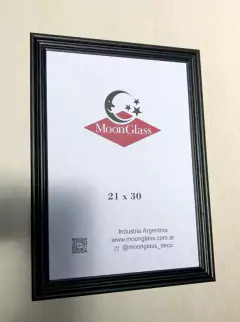 MoonGlass
21 x 30
Industria Argentina
www.moonglass.com.ar
@moonglass_deco